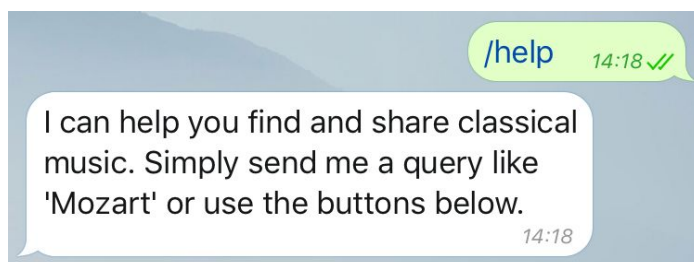 /help 14:18
I can help you find and share classical
music. Simply send me a query like
'Mozart' or use the buttons below.
14:18